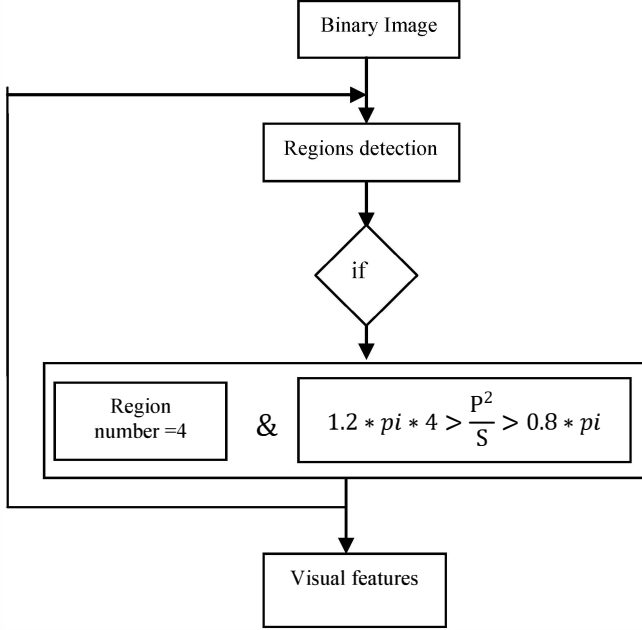 Binary Image
Regions detection
if
Region
number =4
&
1.2 ∗ pi ∗ 4 > P²/S > 0.8 ∗ pi
Visual features